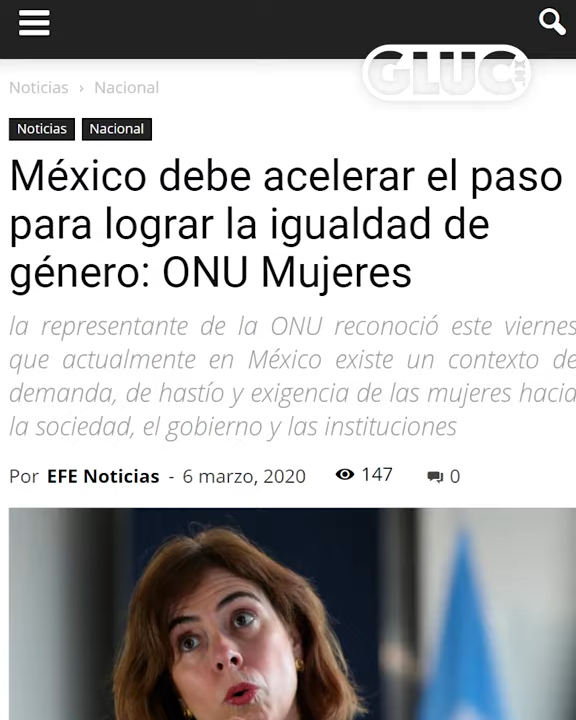 GLUC.MX
Noticias › Nacional
Noticias Nacional
México debe acelerar el paso
para lograr la igualdad de
género: ONU Mujeres
la representante de la ONU reconoció este viernes
que actualmente en México existe un contexto de
demanda, de hastío y exigencia de las mujeres hacia
la sociedad, el gobierno y las instituciones
Por EFE Noticias - 6 marzo, 2020 147 0